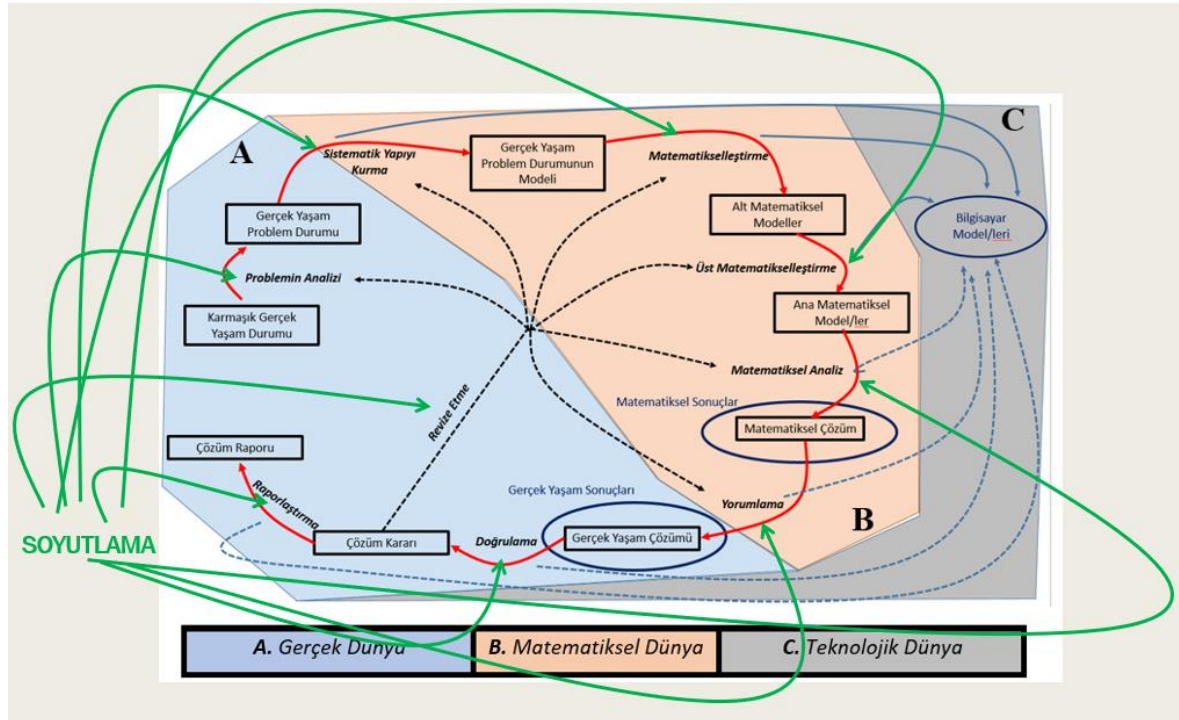 A
C
Sistematik Yapıyı
Kurma
Gerçek Yaşam
Problem Durumunun
Modeli
Matematikselleştirme
Gerçek Yaşam
Problem Durumu
Alt Matematiksel
Modeller
Bilgisayar
Model/leri
Problemin Analizi
Üst Matematikselleştirme
Karmaşık Gerçek
Yaşam Durumu
Ana Matematiksel
Model/ler
Matematiksel Analiz
Revize Etme
Matematiksel Sonuçlar
Matematiksel Çözüm
Çözüm Raporu
Raporlaştırma
Gerçek Yaşam Sonuçları
Yorumlama
B
Çözüm Kararı
Doğrulama
Gerçek Yaşam Çözümü
SOYUTLAMA
A. Gerçek Dünya
B. Matematiksel Dünya
C. Teknolojik Dünya